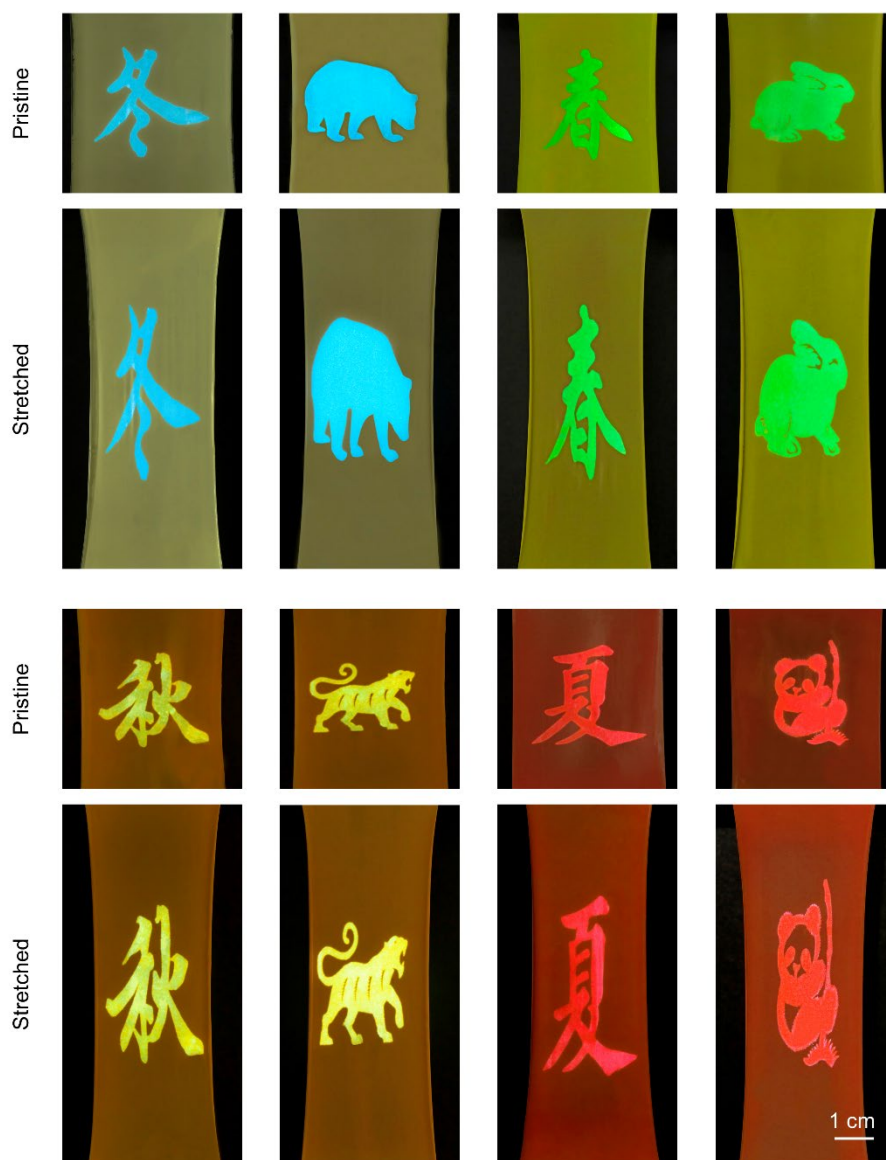 Pristine
冬
春
Stretched
冬
春
Pristine
秋
夏
Stretched
秋
夏
1 cm